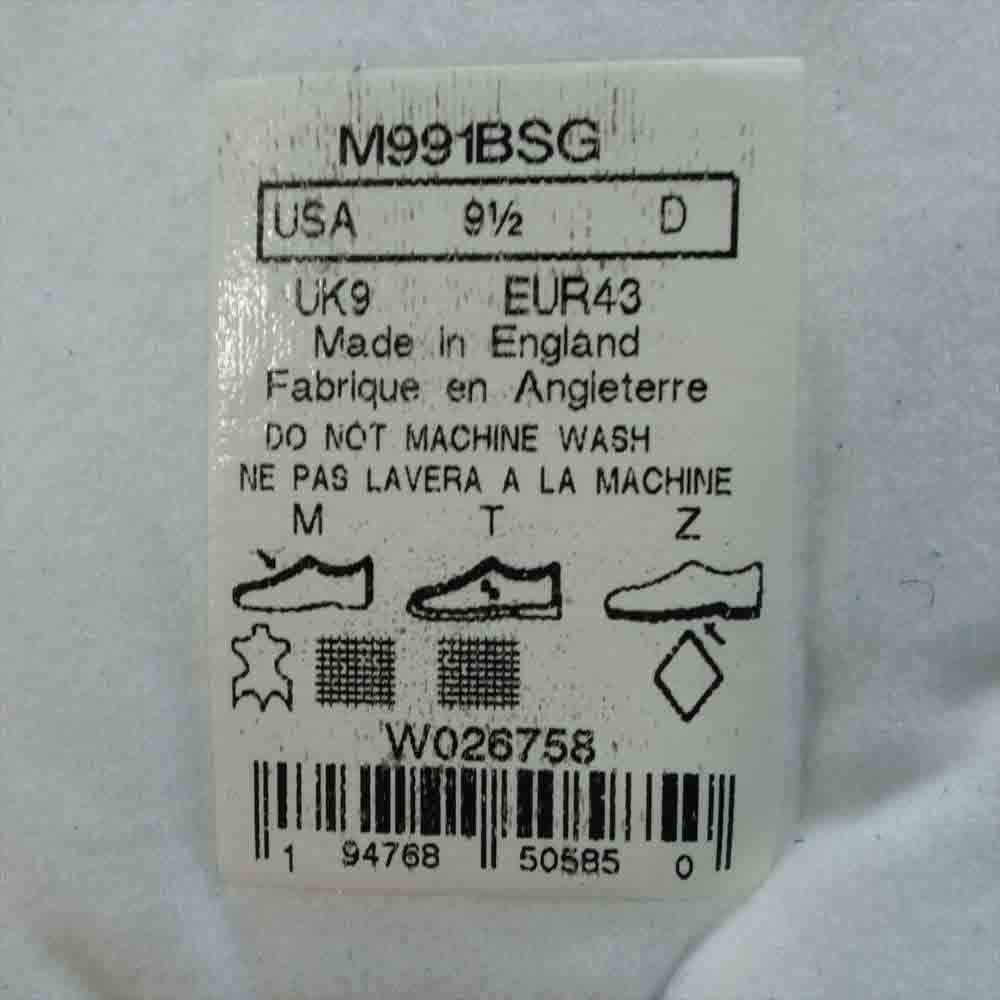 M991BSG
USA 9½ D
UK9 EUR43
Made in England
Fabrique en Angleterre
DO NOT MACHINE WASH
NE PAS LAVERA A LA MACHINE
M T Z
W026758
1 94768 50585 0